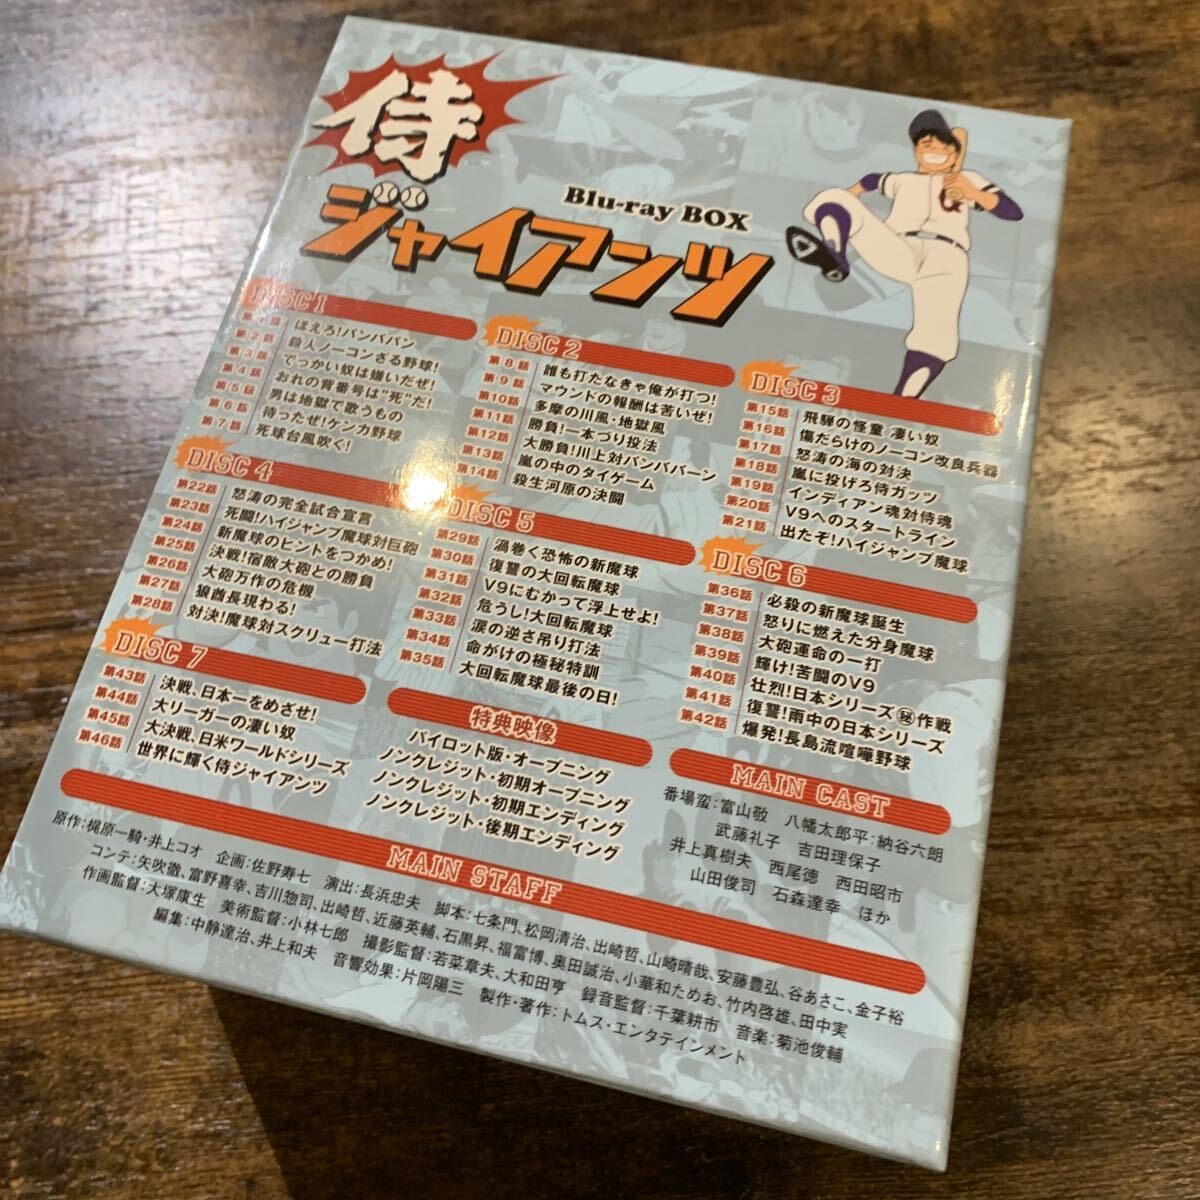 侍
ジャイアンツ
Blu-ray BOX
G
DISC 1
第1話 ほえろ!バンババン
第2話 殺人ノーコンざる野球!
第3話 でっかい奴は嫌いだぜ!
第4話 おれの背番号は"死"だ!
第5話 男は地獄で歌うもの
第6話 待ったぜ!ケンカ野球
第7話 死球台風吹く!
DISC 2
第8話 誰も打たなきゃ俺が打つ!
第9話 マウンドの報酬は苦いぜ!
第10話 多摩の川風・地獄風
第11話 勝負!一本づり投法
第12話 大勝負!川上対バンババーン
第13話 嵐の中のタイゲーム
第14話 殺生河原の決闘
DISC 3
第15話 飛騨の怪童 凄い奴
第16話 傷だらけのノーコン改良兵器
第17話 怒涛の海の対決
第18話 嵐に投げろ侍ガッツ
第19話 インディアン魂対侍魂
第20話 V9へのスタートライン
第21話 出たぞ!ハイジャンプ魔球
DISC 4
第22話 怒涛の完全試合宣言
第23話 死闘!ハイジャンプ魔球対巨砲
第24話 新魔球のヒントをつかめ!
第25話 決戦!宿敵大砲との勝負
第26話 大砲万作の危機
第27話 狼酋長現わる!
第28話 対決!魔球対スクリュー打法
DISC 5
第29話 渦巻く恐怖の新魔球
第30話 復讐の大回転魔球
第31話 V9にむかって浮上せよ!
第32話 危うし!大回転魔球
第33話 涙の逆さ吊り打法
第34話 命がけの極秘特訓
第35話 大回転魔球最後の日!
DISC 6
第36話 必殺の新魔球誕生
第37話 怒りに燃えた分身魔球
第38話 大砲運命の一打
第39話 輝け!苦闘のV9
第40話 壮烈!日本シリーズ㊙作戦
第41話 復讐!雨中の日本シリーズ
第42話 爆発!長島流喧嘩野球
DISC 7
第43話 決戦、日本一をめざせ!
第44話 大リーガーの凄い奴
第45話 大決戦、日米ワールドシリーズ
第46話 世界に輝く侍ジャイアンツ
特典映像
パイロット版・オープニング
ノンクレジット・初期オープニング
ノンクレジット・初期エンディング
ノンクレジット・後期エンディング
MAIN CAST
番場蛮:富山敬 八幡太郎平:納谷六朗
武藤礼子 吉田理保子
井上真樹夫 西尾徳 西田昭市
山田俊司 石森達幸 ほか
MAIN STAFF
原作:梶原一騎・井上コオ 企画:佐野寿七 演出:長浜忠夫 脚本:七条門、松岡清治、出崎哲、山崎晴哉、安藤豊弘、谷あさこ、金子裕
コンテ:矢吹徹、富野喜幸、吉川惣司、出崎哲、近藤英輔、石黒昇、福富博、奥田誠治、小華和ためお、竹内啓雄、田中実
作画監督:大塚康生 美術監督:小林七郎 撮影監督:若菜章夫、大和田亨 録音監督:千葉耕市 音楽:菊池俊輔
編集:中静達治、井上和夫 音響効果:片岡陽三 製作・著作:トムス・エンタテインメント